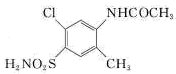 Cl
NHCOCH₃
H₂NO₂S
CH₃